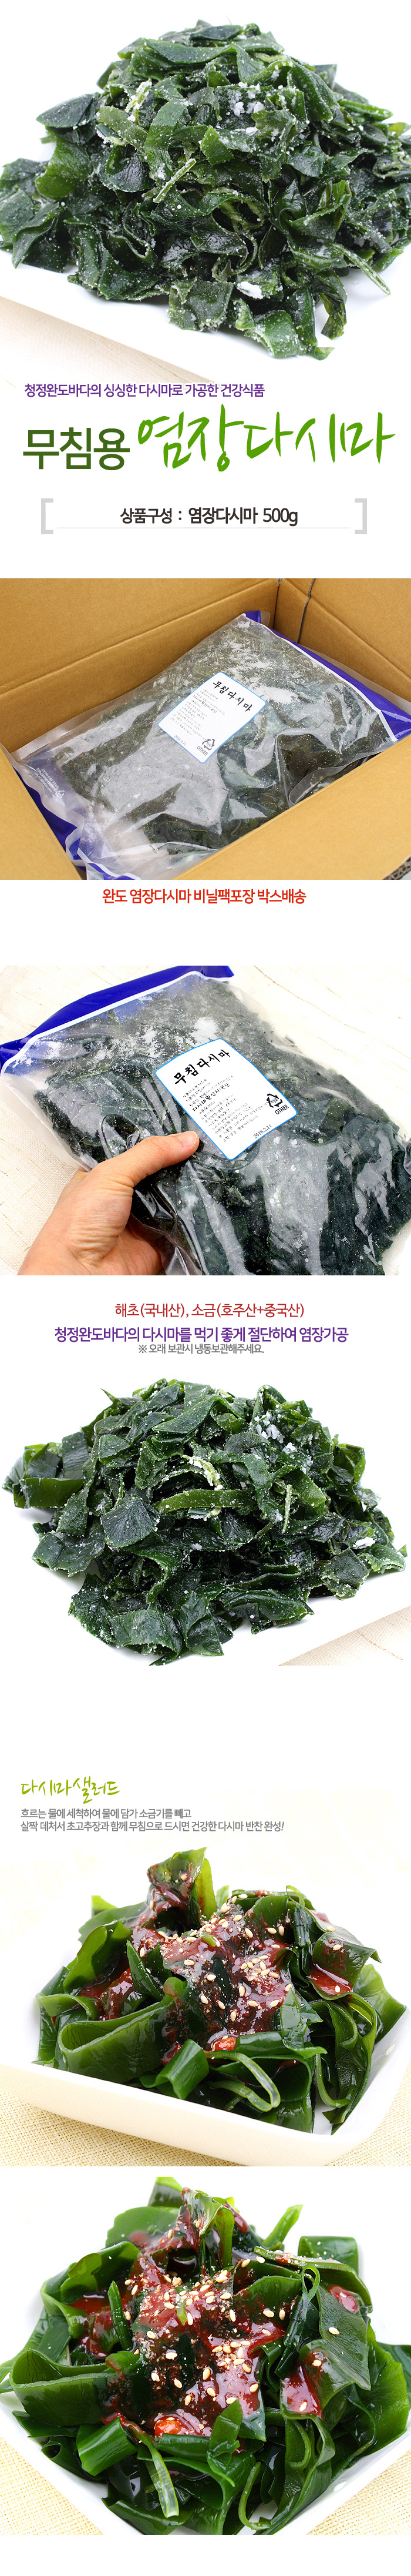 청정완도바다의 싱싱한 다시마로 가공한 건강식품
무침용 염장다시마
상품구성 : 염장다시마 500g
무침다시마
OTHER
완도 염장다시마 비닐팩포장 박스배송
무침다시마
OTHER
해초(국내산), 소금(호주산+중국산)
청정완도바다의 다시마를 먹기 좋게 절단하여 염장가공
※ 오래 보관시 냉동보관해주세요.
다시마샐러드
흐르는 물에 세척하여 물에 담가 소금기를 빼고
살짝 데쳐서 초고추장과 함께 무침으로 드시면 건강한 다시마 반찬 완성!